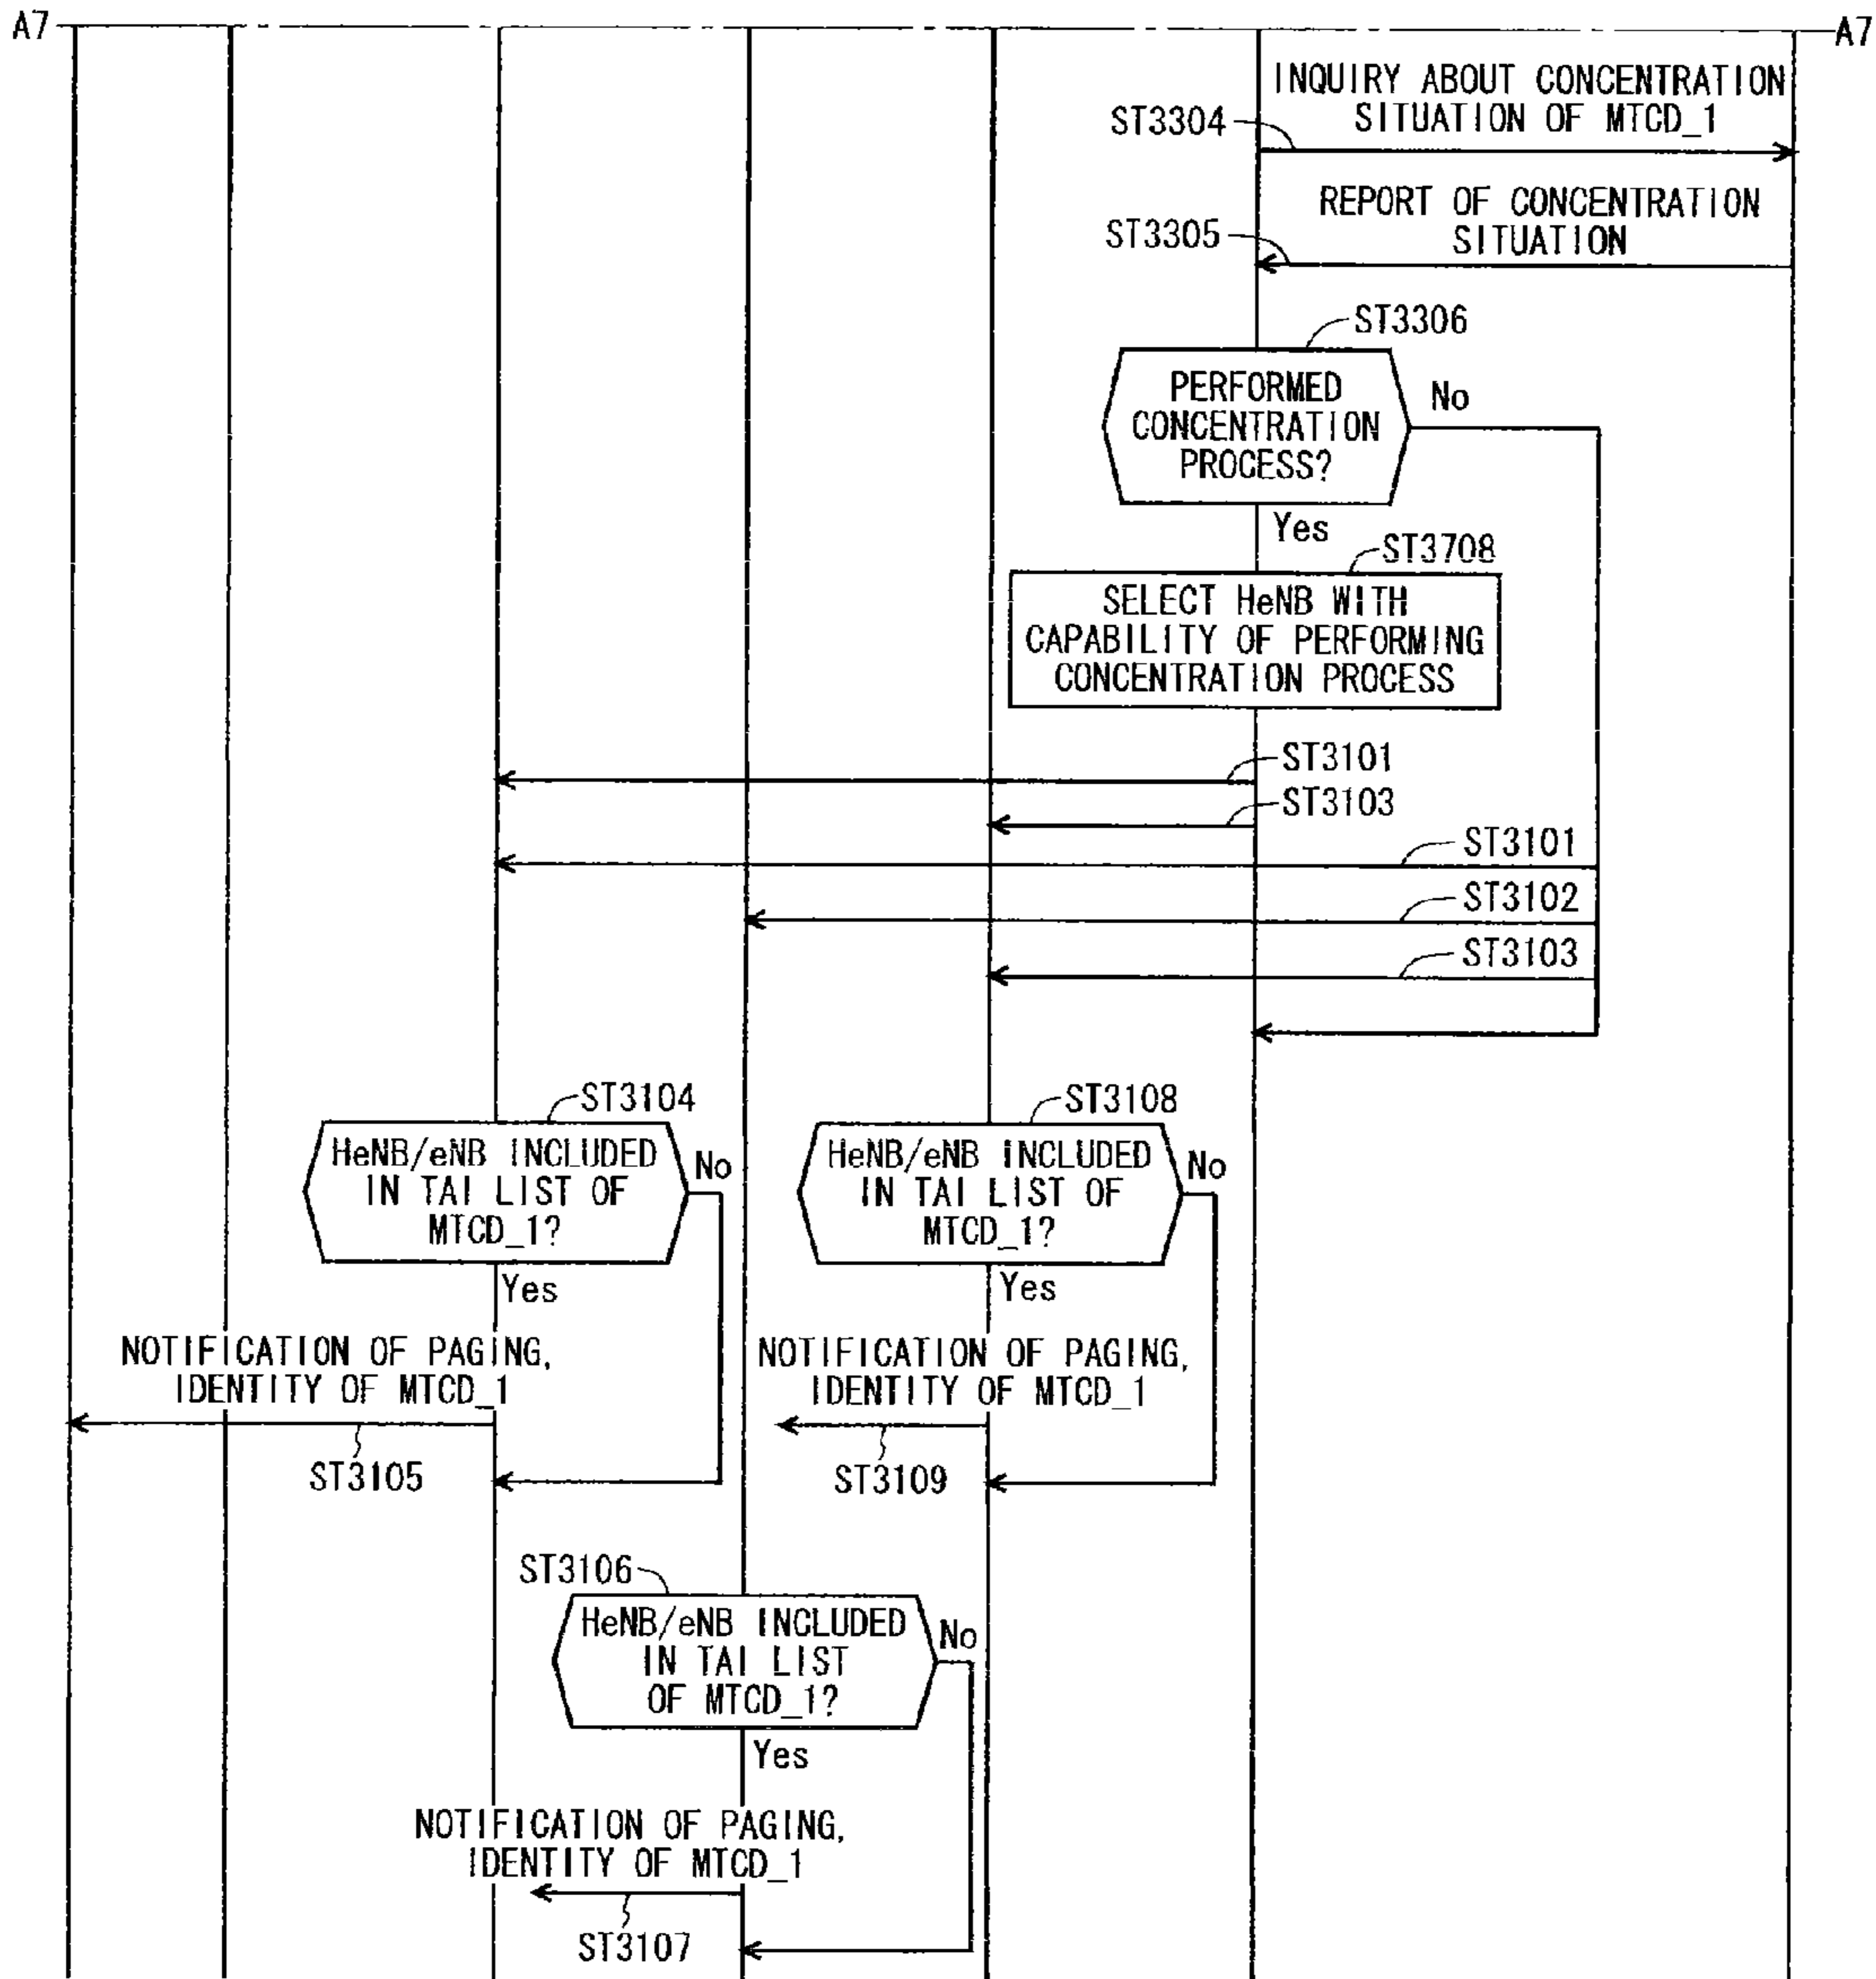 A7
A7
INQUIRY ABOUT CONCENTRATION
SITUATION OF MTCD_1
ST3304
REPORT OF CONCENTRATION
SITUATION
ST3305
ST3306
PERFORMED
CONCENTRATION
PROCESS?
No
Yes
ST3708
SELECT HeNB WITH
CAPABILITY OF PERFORMING
CONCENTRATION PROCESS
ST3101
ST3103
ST3101
ST3102
ST3103
ST3104
HeNB/eNB INCLUDED
IN TAI LIST OF
MTCD_1?
No
Yes
ST3108
HeNB/eNB INCLUDED
IN TAI LIST OF
MTCD_1?
No
Yes
NOTIFICATION OF PAGING,
IDENTITY OF MTCD_1
ST3105
NOTIFICATION OF PAGING,
IDENTITY OF MTCD_1
ST3109
ST3106
HeNB/eNB INCLUDED
IN TAI LIST
OF MTCD_1?
No
Yes
NOTIFICATION OF PAGING,
IDENTITY OF MTCD_1
ST3107